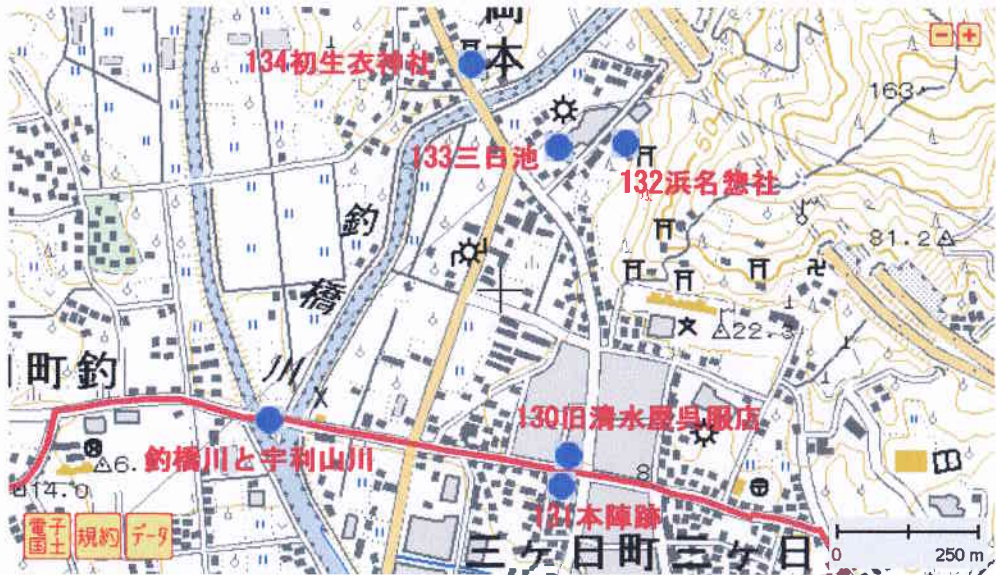 岡本
134初生衣神社
163
133三日池
132浜名惣社
釣橋川
81.2
22.3
町釣
130旧清水屋呉服店
釣橋川と宇利山川
6.
14.0
8
131本陣跡
三ヶ日町三ヶ日
電子国土
規約
データ
0
250 m